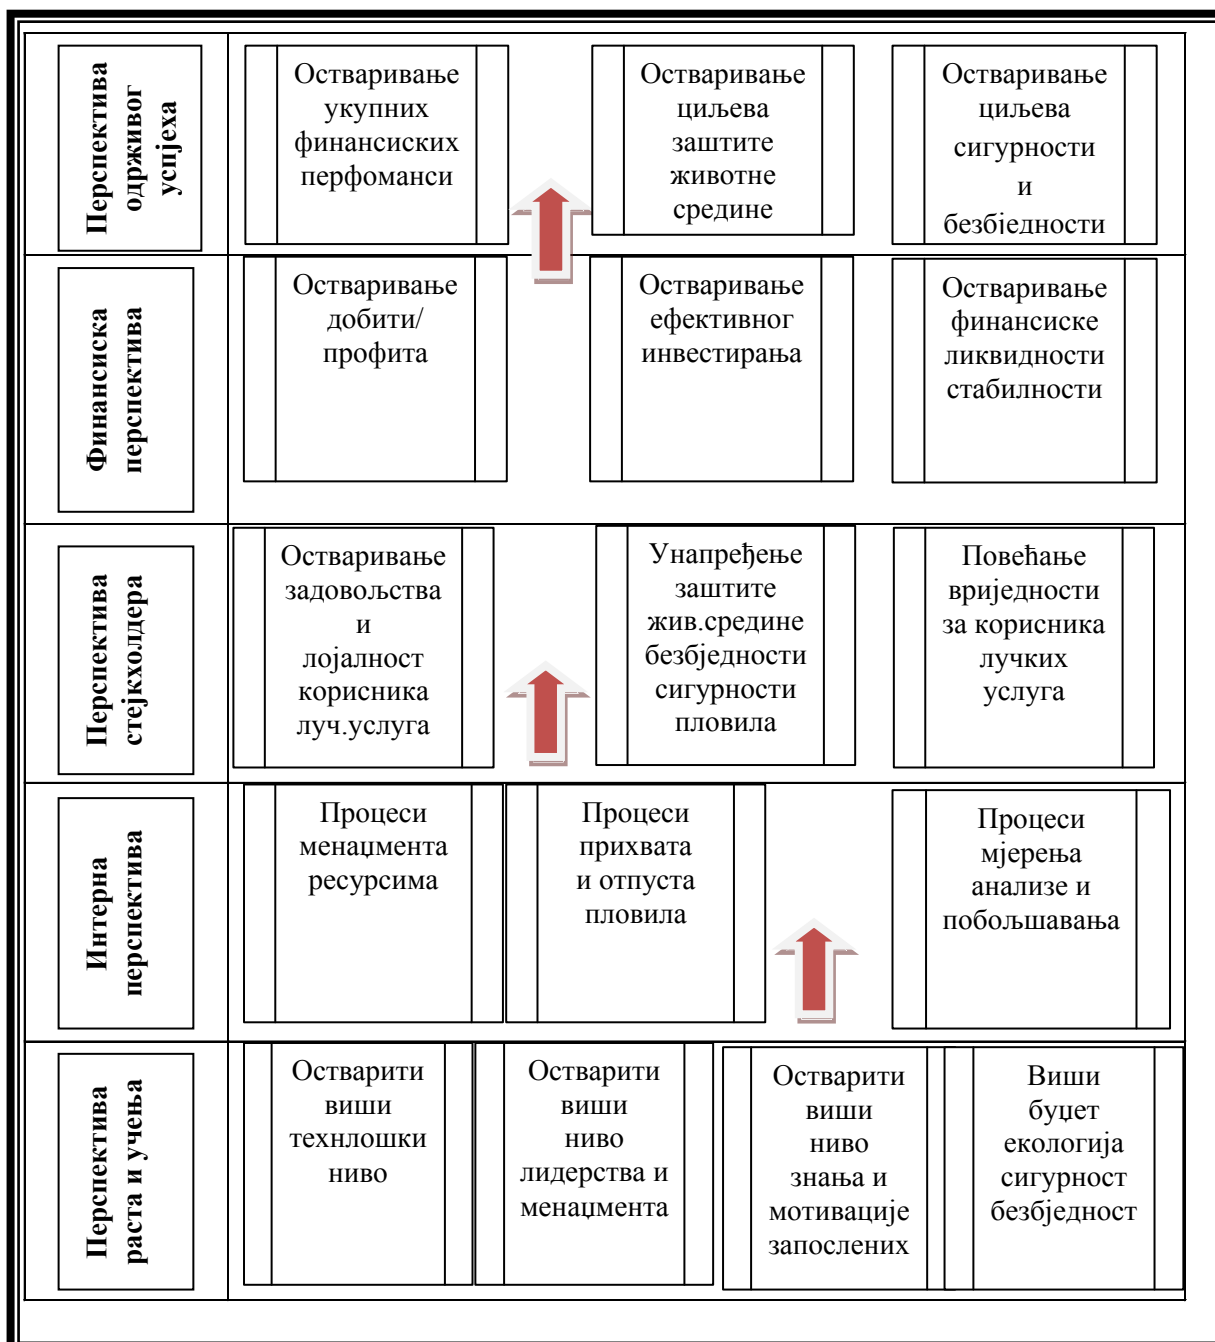 Перспектива
одрживог
успјеха
Остваривање
укупних
финансиских
перфоманси
Остваривање
циљева
заштите
животне
средине
Остваривање
циљева
сигурности
и
безбједности
Финансиска
перспектива
Остваривање
добити/
профита
Остваривање
ефективног
инвестирања
Остваривање
финансиске
ликвидности
стабилности
Перспектива
стејкхолдера
Остваривање
задовољства
и
лојалност
корисника
луч.услуга
Унапређење
заштите
жив.средине
безбједности
сигурности
пловила
Повећање
вриједности
за корисника
лучких
услуга
Интерна
перспектива
Процеси
менаџмента
ресурсима
Процеси
прихвата
и отпуста
пловила
Процеси
мјерења
анализе и
побољшавања
Перспектива
раста и учења
Остварити
виши
технлошки
ниво
Остварити
виши
ниво
лидерства и
менаџмента
Остварити
виши
ниво
знања и
мотивације
запослених
Виши
буџет
екологија
сигурност
безбједност